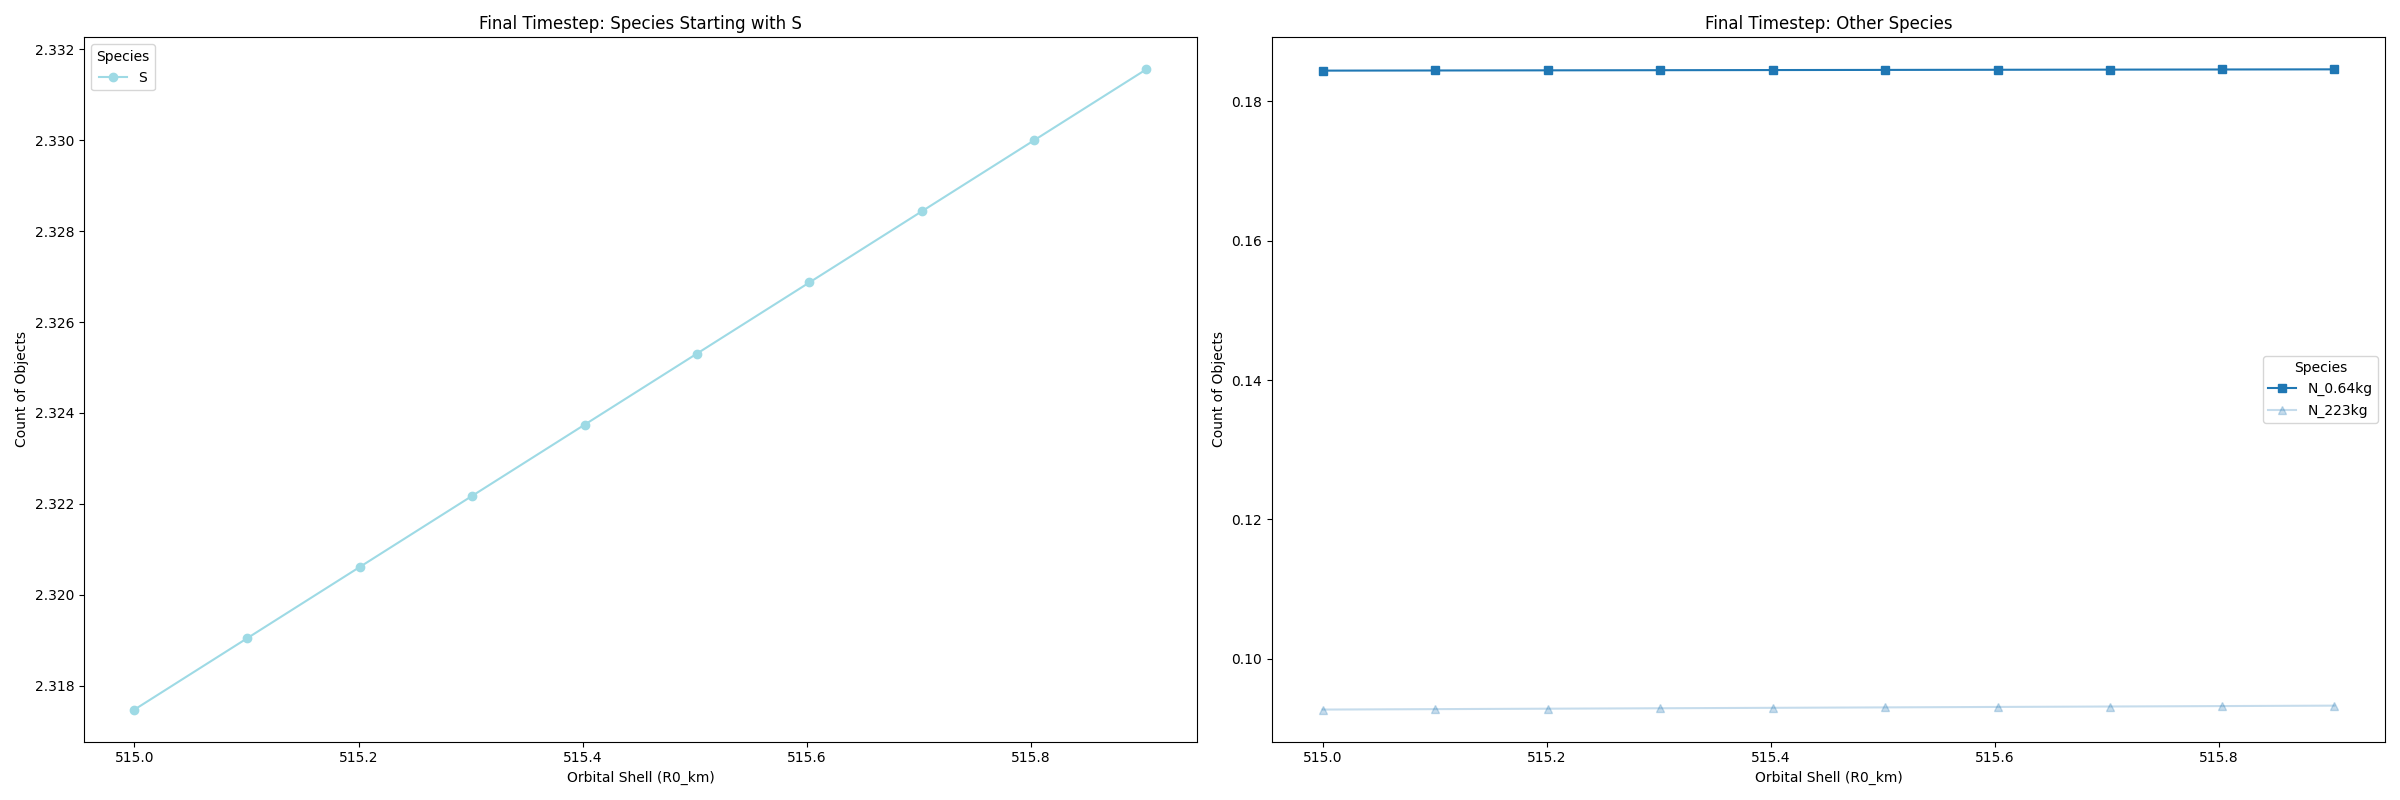 Final Timestep: Species Starting with S
Species
S
2.332
2.330
2.328
2.326
2.324
2.322
2.320
2.318
Count of Objects
515.0 515.2 515.4 515.6 515.8
Orbital Shell (R0_km)
Final Timestep: Other Species
0.18
0.16
0.14
0.12
0.10
Count of Objects
Species
N_0.64kg
N_223kg
515.0 515.2 515.4 515.6 515.8
Orbital Shell (R0_km)